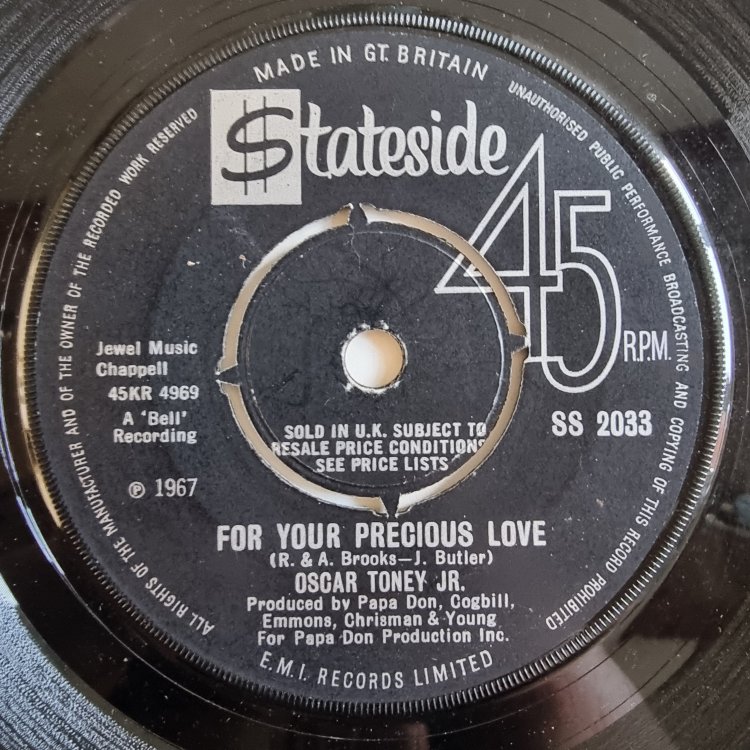 MADE IN GT. BRITAIN
$tateside
45
R.P.M.
UNAUTHORISED PUBLIC PERFORMANCE BROADCASTING AND COPYING OF THIS RECORD PROHIBITED
ALL RIGHTS OF THE MANUFACTURER AND OF THE OWNER OF THE RECORDED WORK RESERVED
Jewel Music
Chappell
45KR 4969
A 'Bell'
Recording
℗ 1967
SS 2033
SOLD IN U.K. SUBJECT TO
RESALE PRICE CONDITIONS
SEE PRICE LISTS
FOR YOUR PRECIOUS LOVE
(R. & A. Brooks—J. Butler)
OSCAR TONEY JR.
Produced by Papa Don, Cogbill,
Emmons, Chrisman & Young
For Papa Don Production Inc.
E.M.I. RECORDS LIMITED